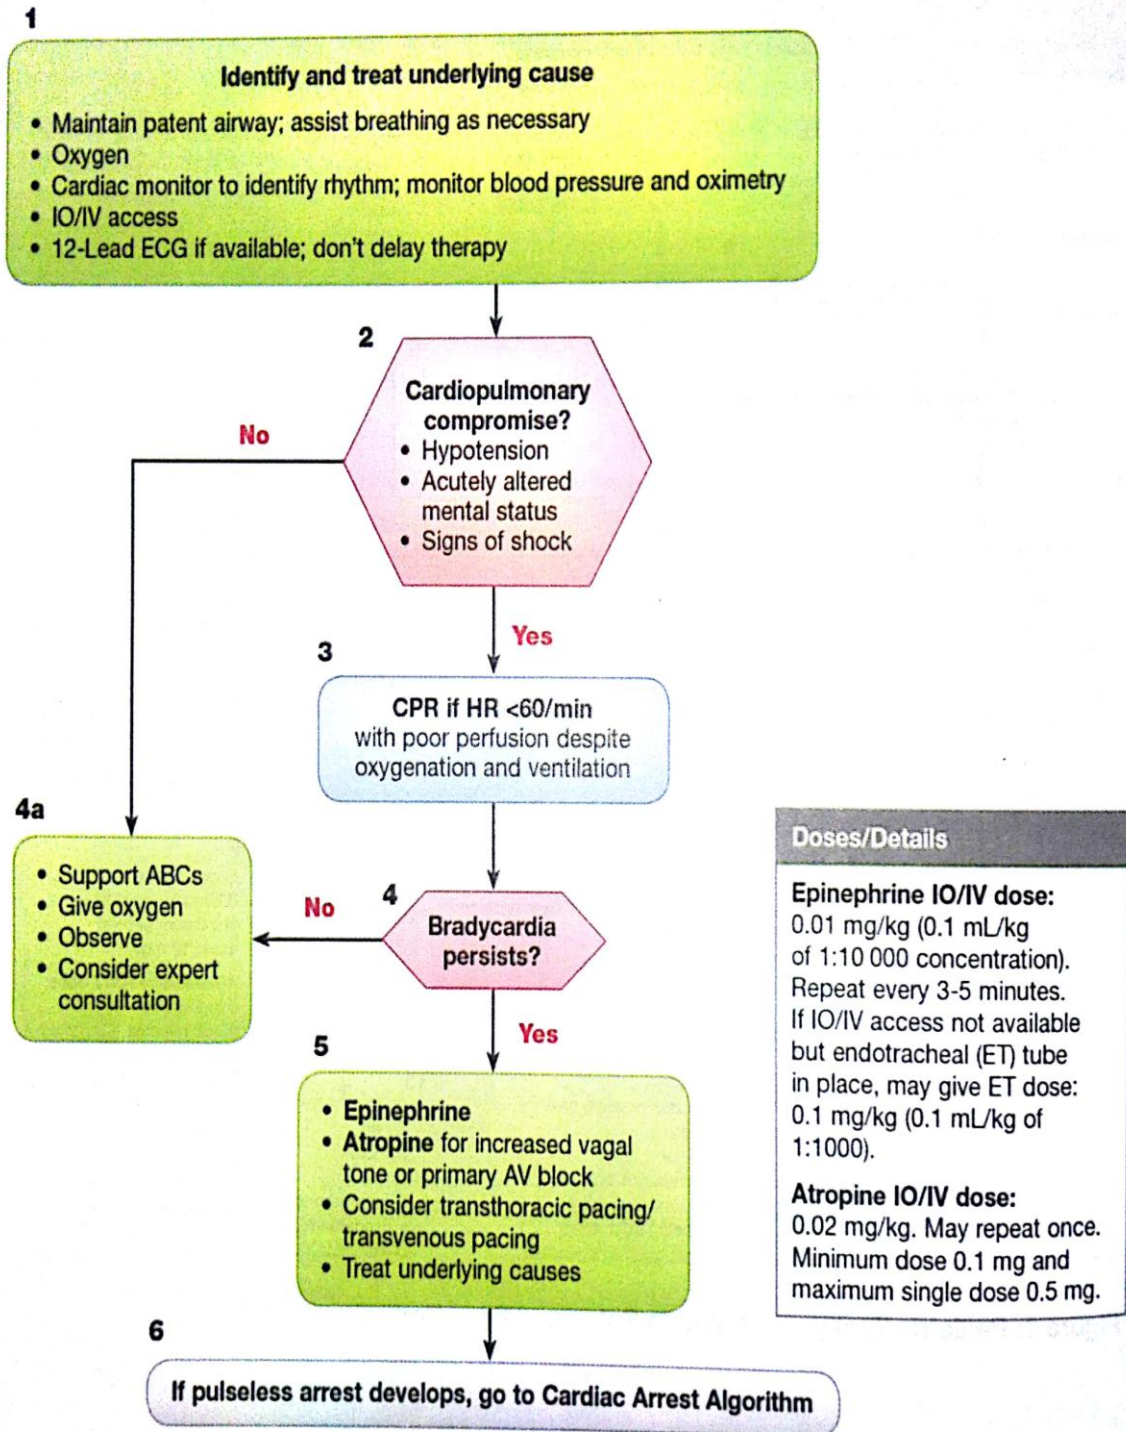 1
Identify and treat underlying cause
• Maintain patent airway; assist breathing as necessary
• Oxygen
• Cardiac monitor to identify rhythm; monitor blood pressure and oximetry
• IO/IV access
• 12-Lead ECG if available; don't delay therapy
2
Cardiopulmonary
compromise?
• Hypotension
• Acutely altered
mental status
• Signs of shock
No
Yes
3
CPR if HR <60/min
with poor perfusion despite
oxygenation and ventilation
4a
• Support ABCs
• Give oxygen
• Observe
• Consider expert
consultation
No
4
Bradycardia
persists?
Yes
5
• Epinephrine
• Atropine for increased vagal
tone or primary AV block
• Consider transthoracic pacing/
transvenous pacing
• Treat underlying causes
6
If pulseless arrest develops, go to Cardiac Arrest Algorithm
Doses/Details
Epinephrine IO/IV dose:
0.01 mg/kg (0.1 mL/kg
of 1:10 000 concentration).
Repeat every 3-5 minutes.
If IO/IV access not available
but endotracheal (ET) tube
in place, may give ET dose:
0.1 mg/kg (0.1 mL/kg of
1:1000).
Atropine IO/IV dose:
0.02 mg/kg. May repeat once.
Minimum dose 0.1 mg and
maximum single dose 0.5 mg.